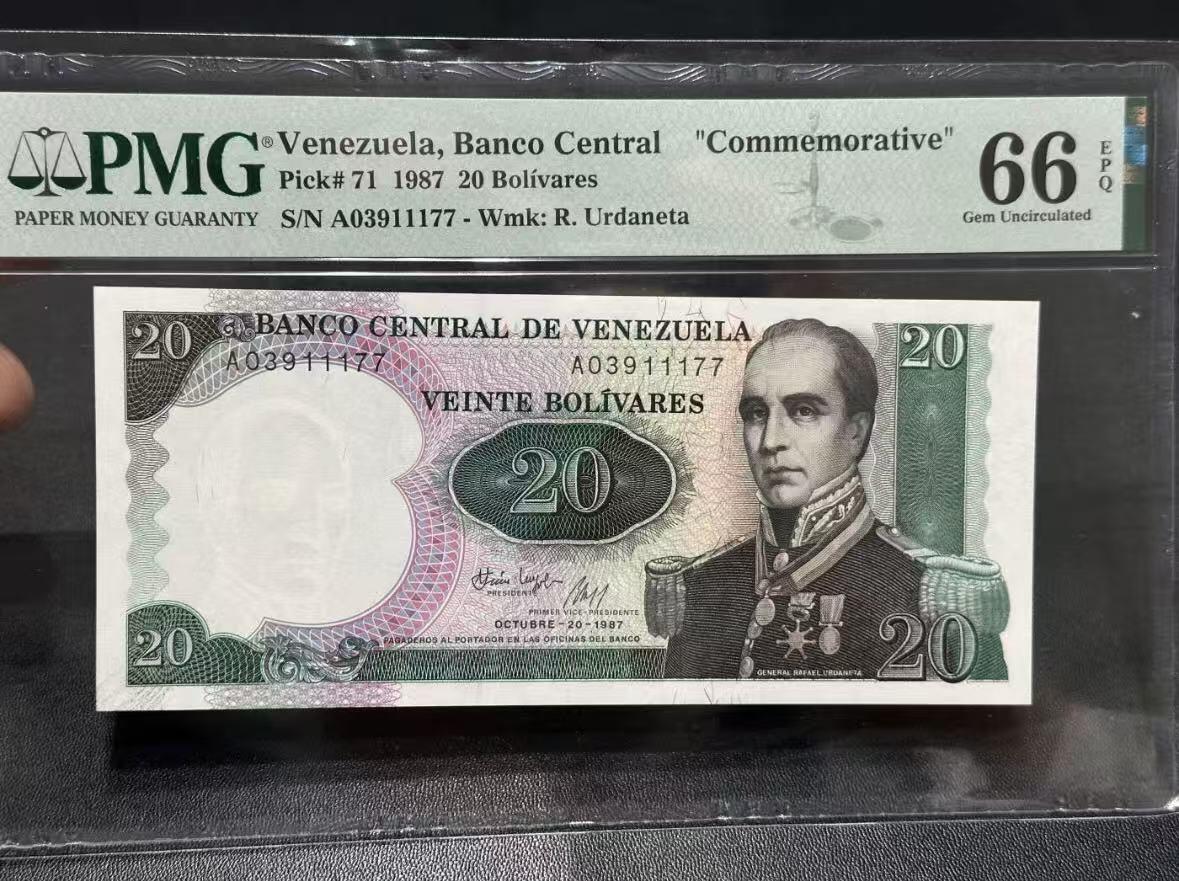 PMG® Venezuela, Banco Central "Commemorative" 66 EPQ
Pick# 71 1987 20 Bolívares
PAPER MONEY GUARANTY S/N A03911177 - Wmk: R. Urdaneta Gem Uncirculated
20 BANCO CENTRAL DE VENEZUELA 20
A03911177 A03911177
VEINTE BOLÍVARES
20
PRESIDENTE
PRIMER VICE-PRESIDENTE
OCTUBRE-20-1987
20 PAGADEROS AL PORTADOR EN LAS OFICINAS DEL BANCO 20
GENERAL RAFAEL URDANETA